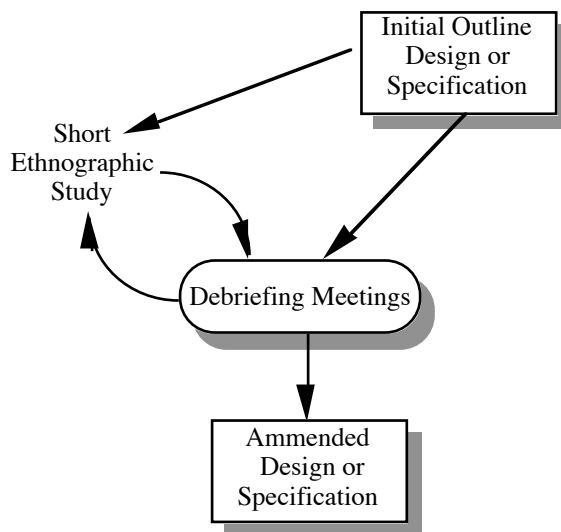 Initial Outline
Design or
Specification
Short
Ethnographic
Study
Debriefing Meetings
Ammended
Design or
Specification